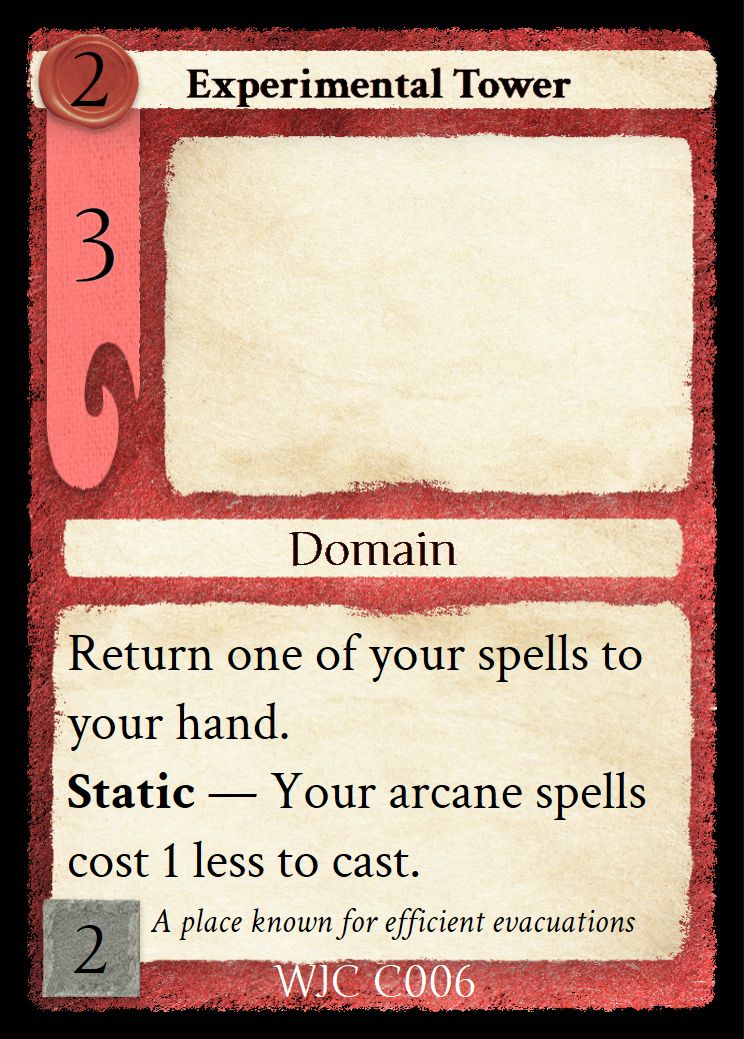 2
Experimental Tower
3
Domain
Return one of your spells to
your hand.
Static — Your arcane spells
cost 1 less to cast.
A place known for efficient evacuations
2
WJC C006